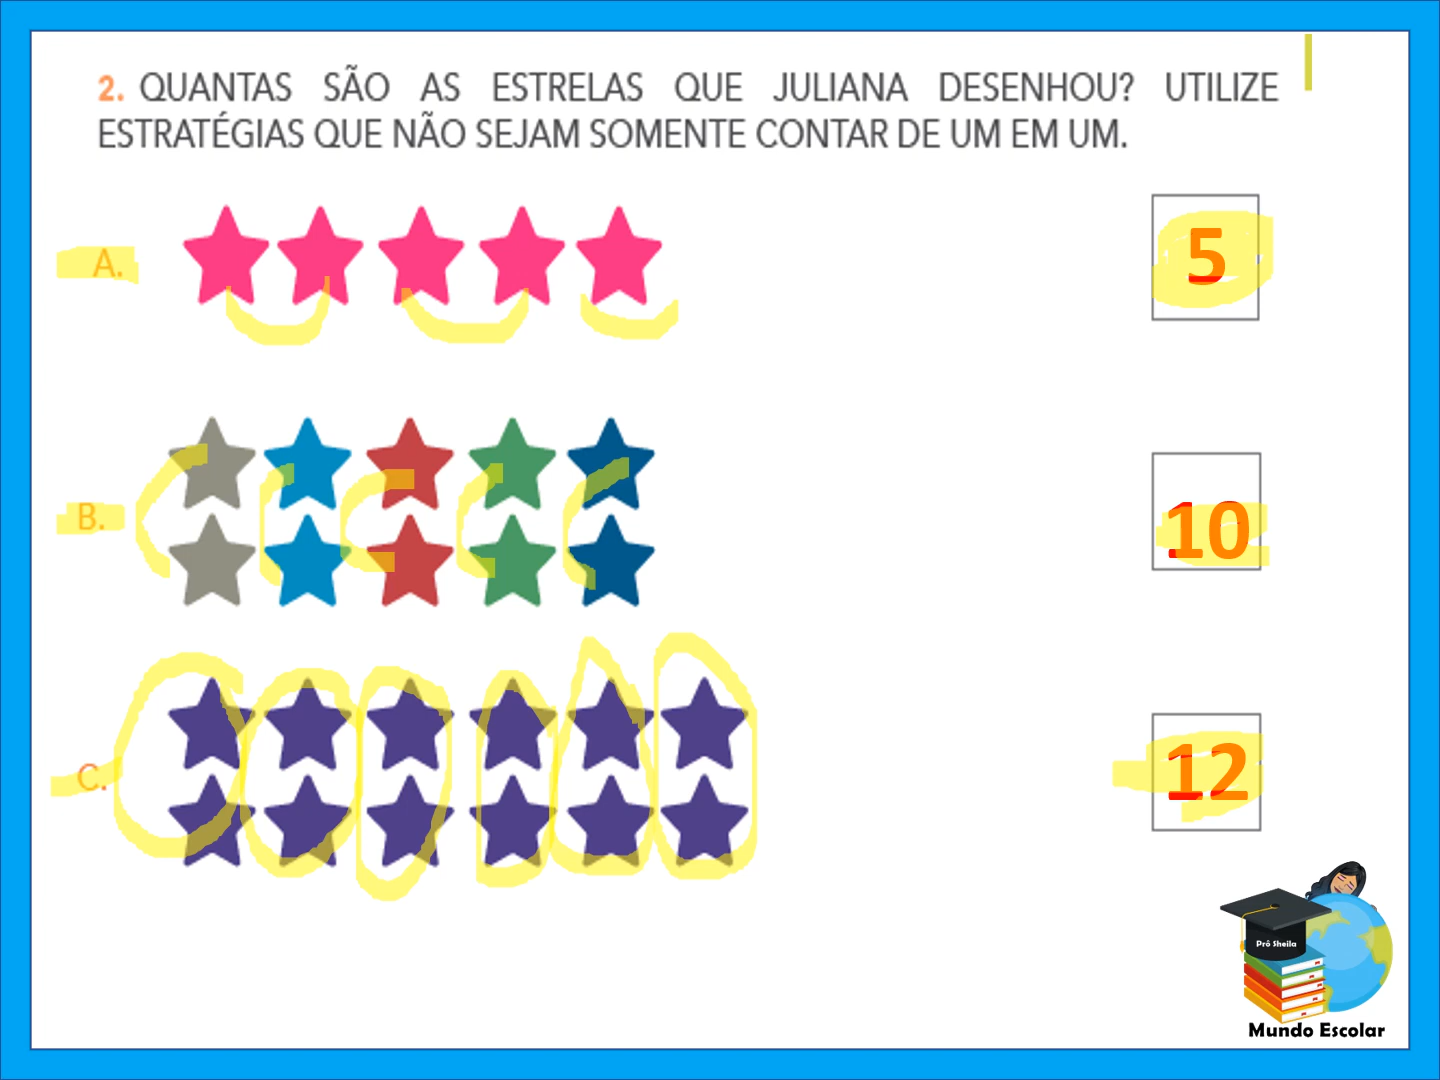 2. QUANTAS SÃO AS ESTRELAS QUE JULIANA DESENHOU? UTILIZE
ESTRATÉGIAS QUE NÃO SEJAM SOMENTE CONTAR DE UM EM UM.
A.
5
B.
10
C.
12
Prô Sheila
Mundo Escolar